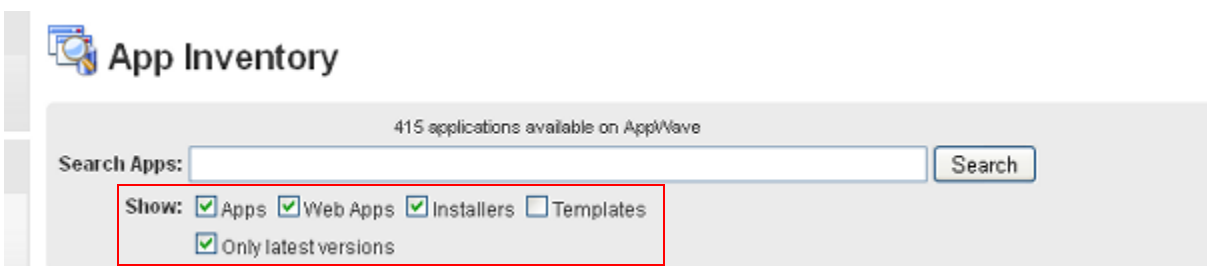 App Inventory
415 applications available on AppWave
Search Apps: Search
Show: Apps Web Apps Installers Templates
Only latest versions